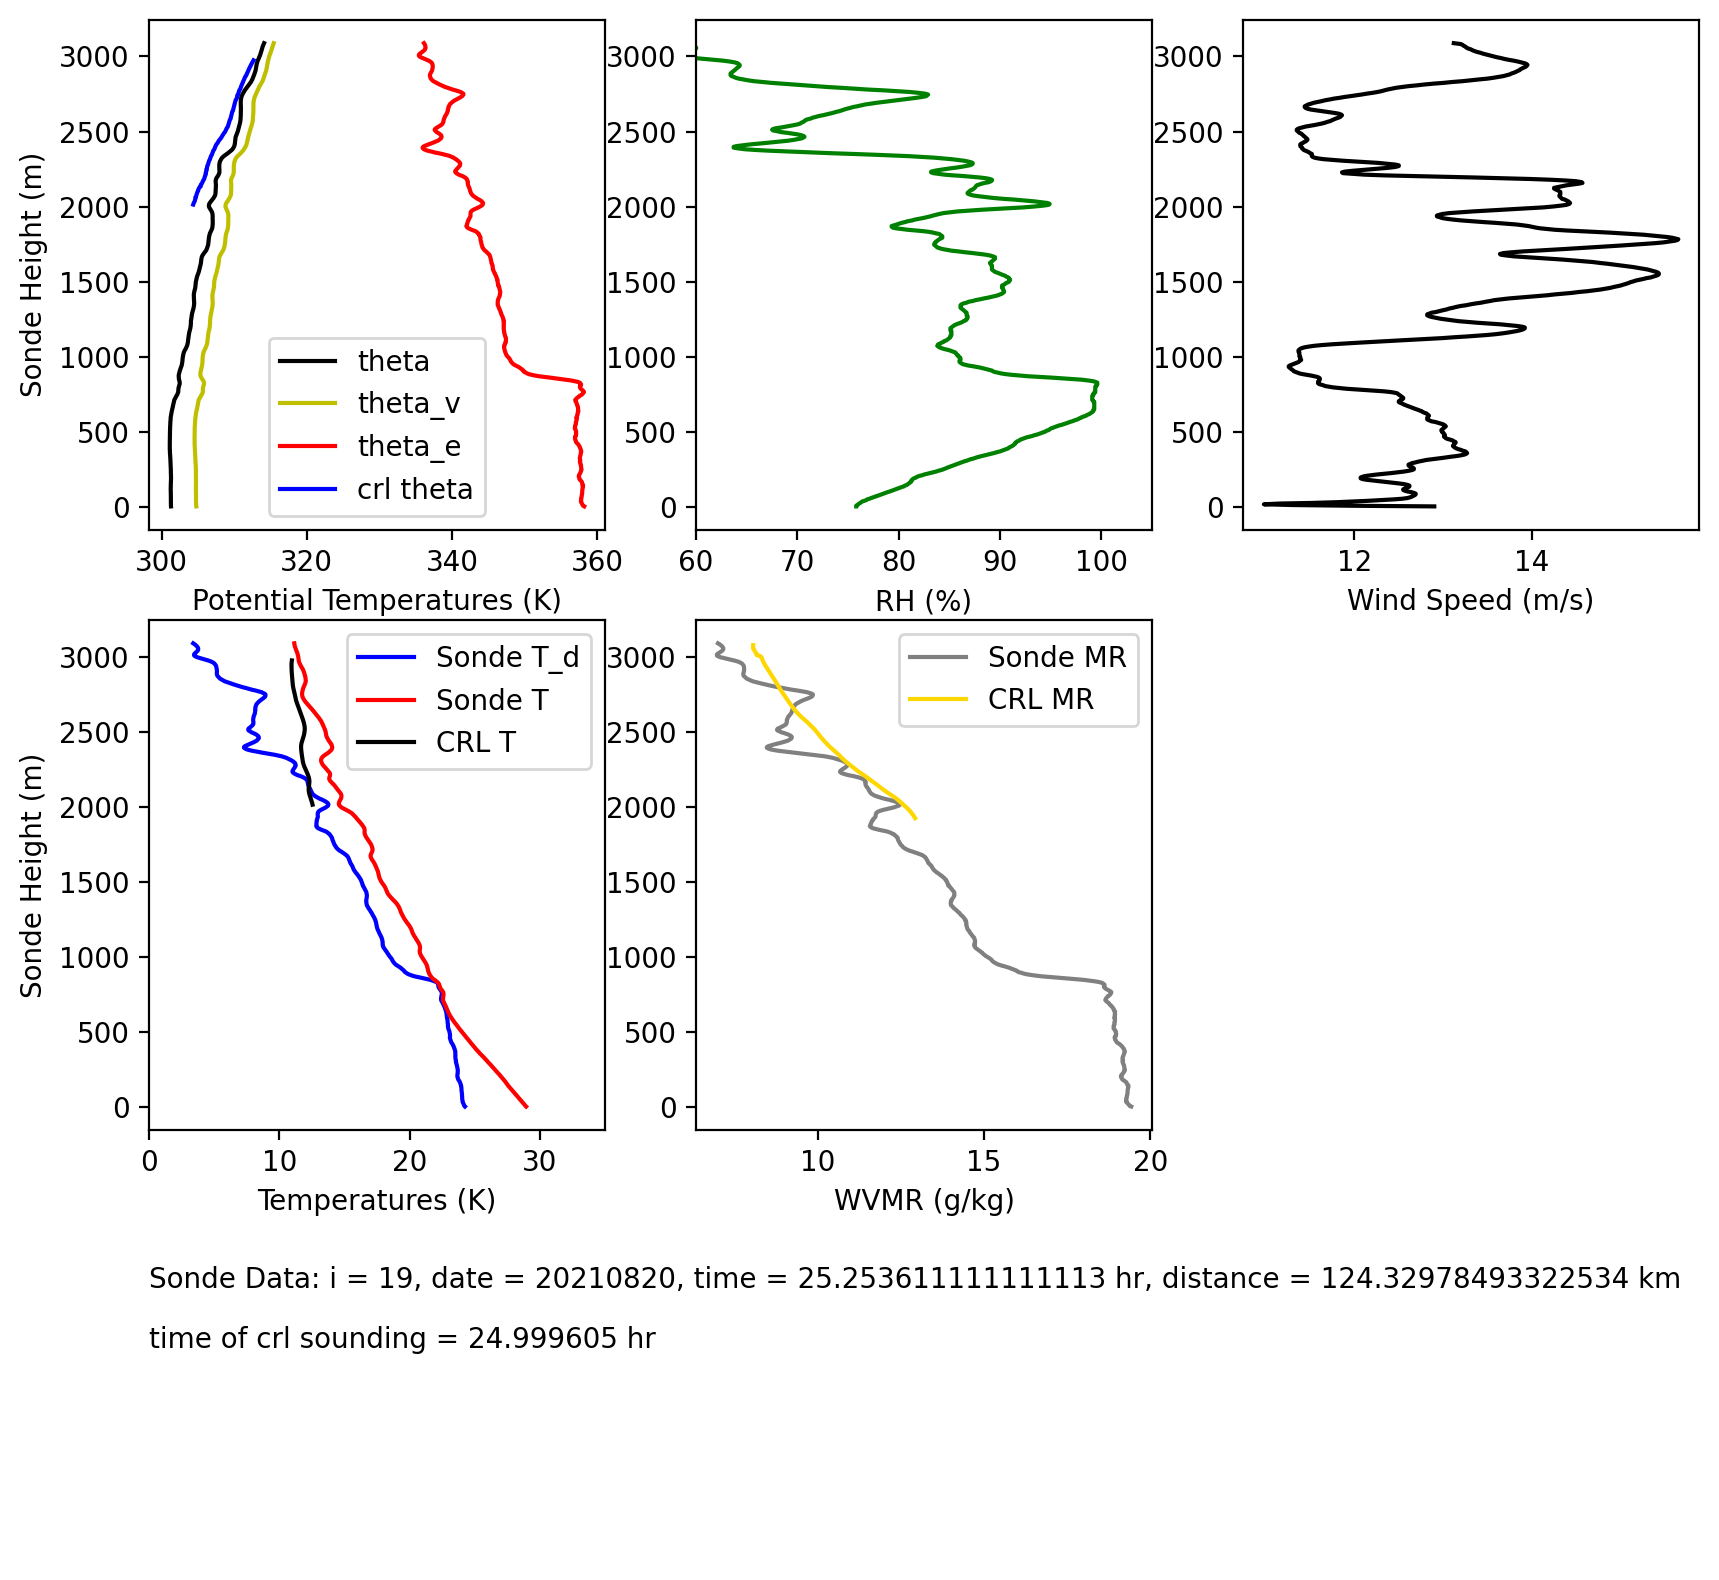 3000
2500
2000
1500
1000
500
0
Sonde Height (m)
theta
theta_v
theta_e
crl theta
300 320 340 360
Potential Temperatures (K)
3000
2500
2000
1500
1000
500
0
60 70 80 90 100
RH (%)
3000
2500
2000
1500
1000
500
0
12 14
Wind Speed (m/s)
3000
2500
2000
1500
1000
500
0
Sonde Height (m)
Sonde T_d
Sonde T
CRL T
0 10 20 30
Temperatures (K)
3000
2500
2000
1500
1000
500
0
Sonde MR
CRL MR
10 15 20
WVMR (g/kg)
Sonde Data: i = 19, date = 20210820, time = 25.253611111111113 hr, distance = 124.32978493322534 km
time of crl sounding = 24.999605 hr